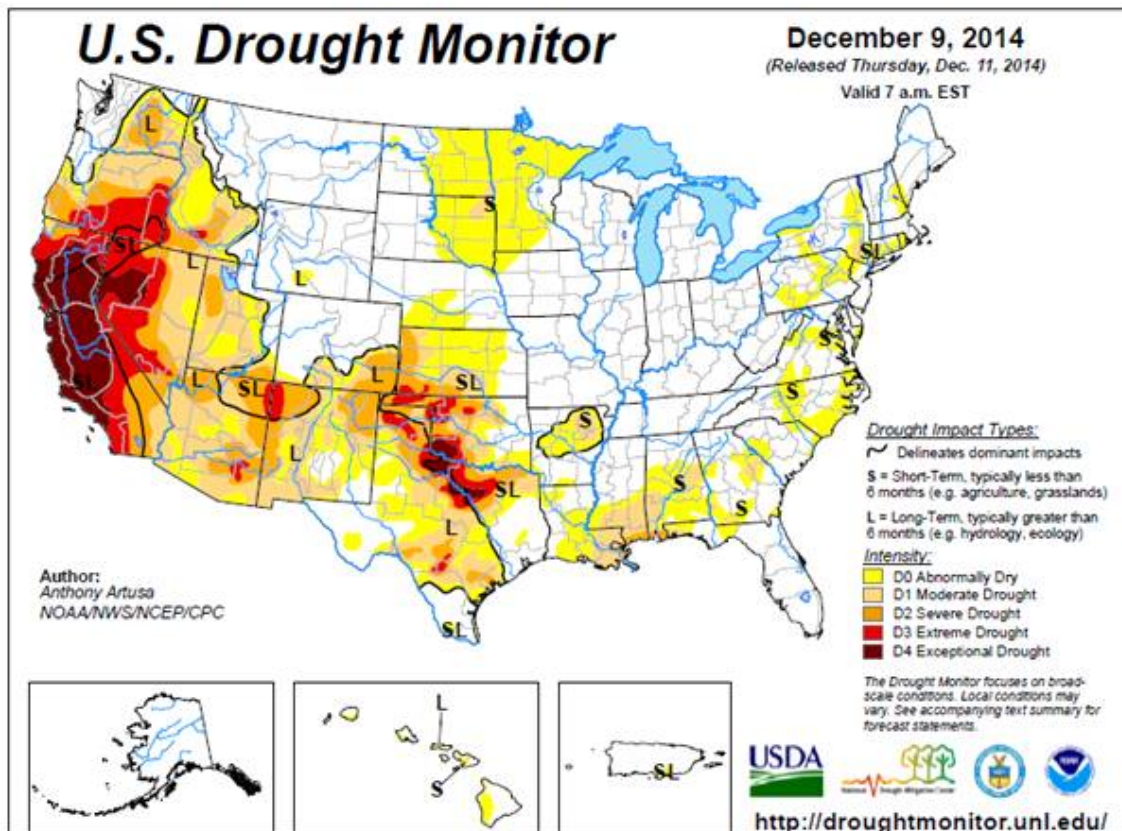 U.S. Drought Monitor
December 9, 2014
(Released Thursday, Dec. 11, 2014)
Valid 7 a.m. EST
L
S
SL
L
L
SL
L
SL
L
SL
S
S
S
SL
L
L
SL
S
S
SL
Drought Impact Types:
Delineates dominant impacts
S = Short-Term, typically less than
6 months (e.g. agriculture, grasslands)
L = Long-Term, typically greater than
6 months (e.g. hydrology, ecology)
Intensity:
D0 Abnormally Dry
D1 Moderate Drought
D2 Severe Drought
D3 Extreme Drought
D4 Exceptional Drought
Author:
Anthony Artusa
NOAA/NWS/NCEP/CPC
The Drought Monitor focuses on broad-
scale conditions. Local conditions may
vary. See accompanying text summary for
forecast statements.
L
S
SL
USDA
National Drought Mitigation Center
http://droughtmonitor.unl.edu/